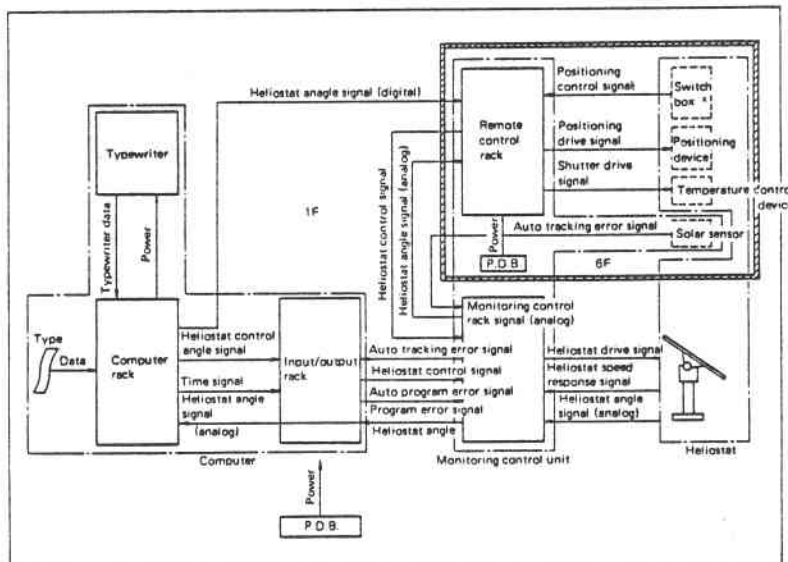 Heliostat anagle signal (digital)
Typewriter
Typewriter data
Power
1F
Heliostat control signal
Heliostat angle signal (analog)
Remote
control
rack
Positioning
control signal
Switch
box
Positioning
drive signal
Positioning
device
Shutter drive
signal
Temperature control
device
Auto tracking error signal
Solar sensor
Power
P.D.B.
6F
Type
Data
Computer
rack
Heliostat control
angle signal
Time signal
Heliostat angle
signal
(analog)
Input/output
rack
Auto tracking error signal
Heliostat control signal
Auto program error signal
Program error signal
Heliostat angle
Monitoring control
rack signal (analog)
Heliostat drive signal
Heliostat speed
response signal
Heliostat angle
signal (analog)
Computer
Monitoring control unit
Heliostat
Power
P.D.B.